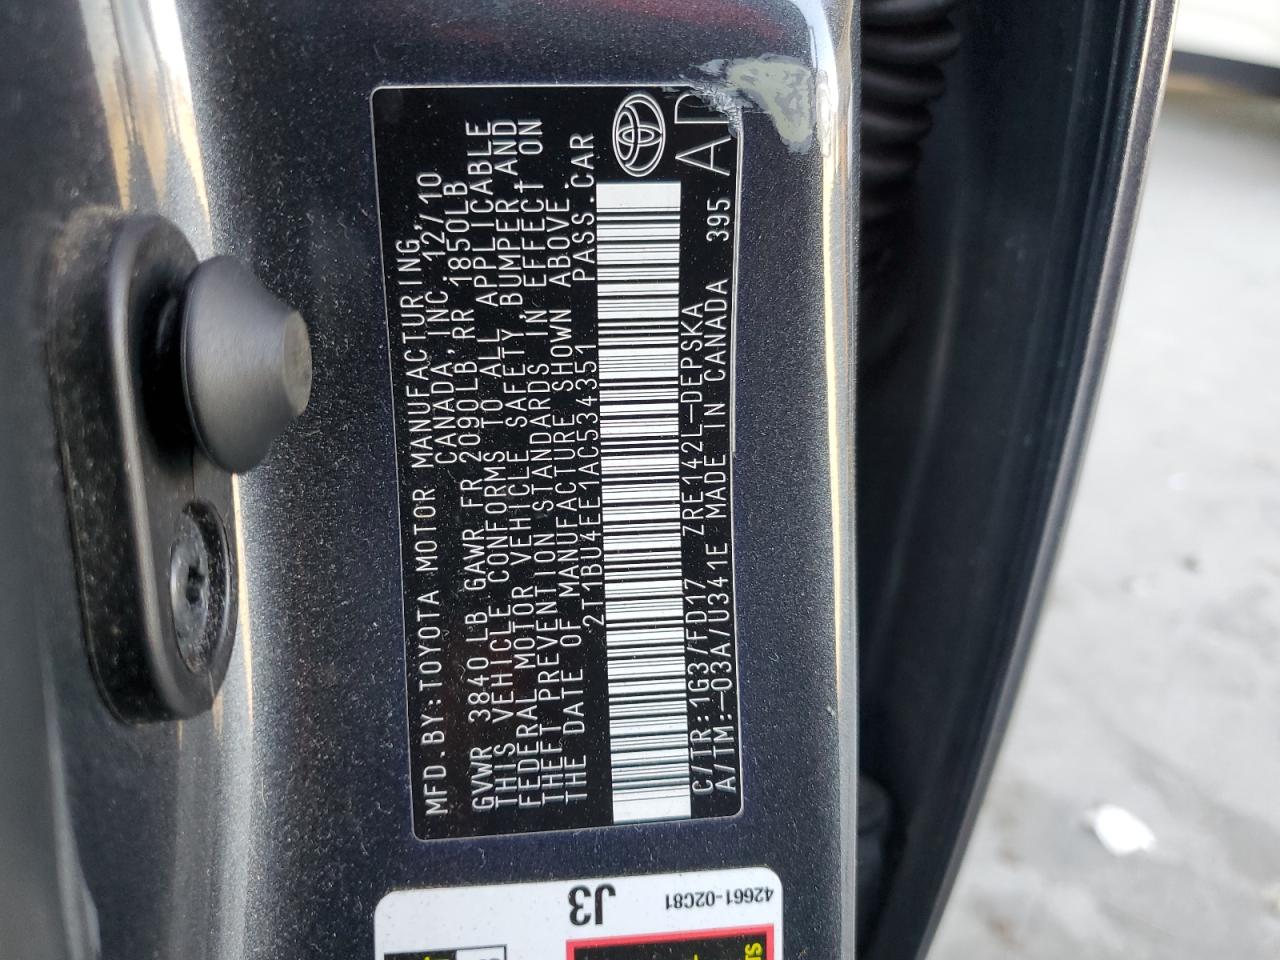 MFD.BY:TOYOTA MOTOR MANUFACTURING,
CANADA,INC. 12/10
GVWR 3840 LB GAWR FR 2090LB,RR 1850LB
THIS VEHICLE CONFORMS TO ALL APPLICABLE
FEDERAL MOTOR VEHICLE SAFETY,BUMPER,AND
THEFT PREVENTION STANDARDS IN EFFECT ON
THE DATE OF MANUFACTURE SHOWN ABOVE.
2T1BU4EE1AC534351 PASS.CAR
C/TR:1G3/FD17 ZRE142L-DEPSKA
A/TM:-03A/U341E MADE IN CANADA 395
J3
42661-02C81